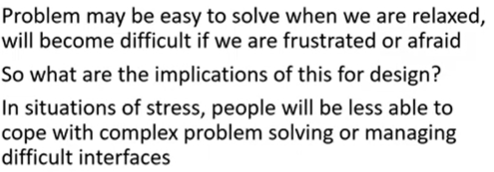 Problem may be easy to solve when we are relaxed,
will become difficult if we are frustrated or afraid
So what are the implications of this for design?
In situations of stress, people will be less able to
cope with complex problem solving or managing
difficult interfaces